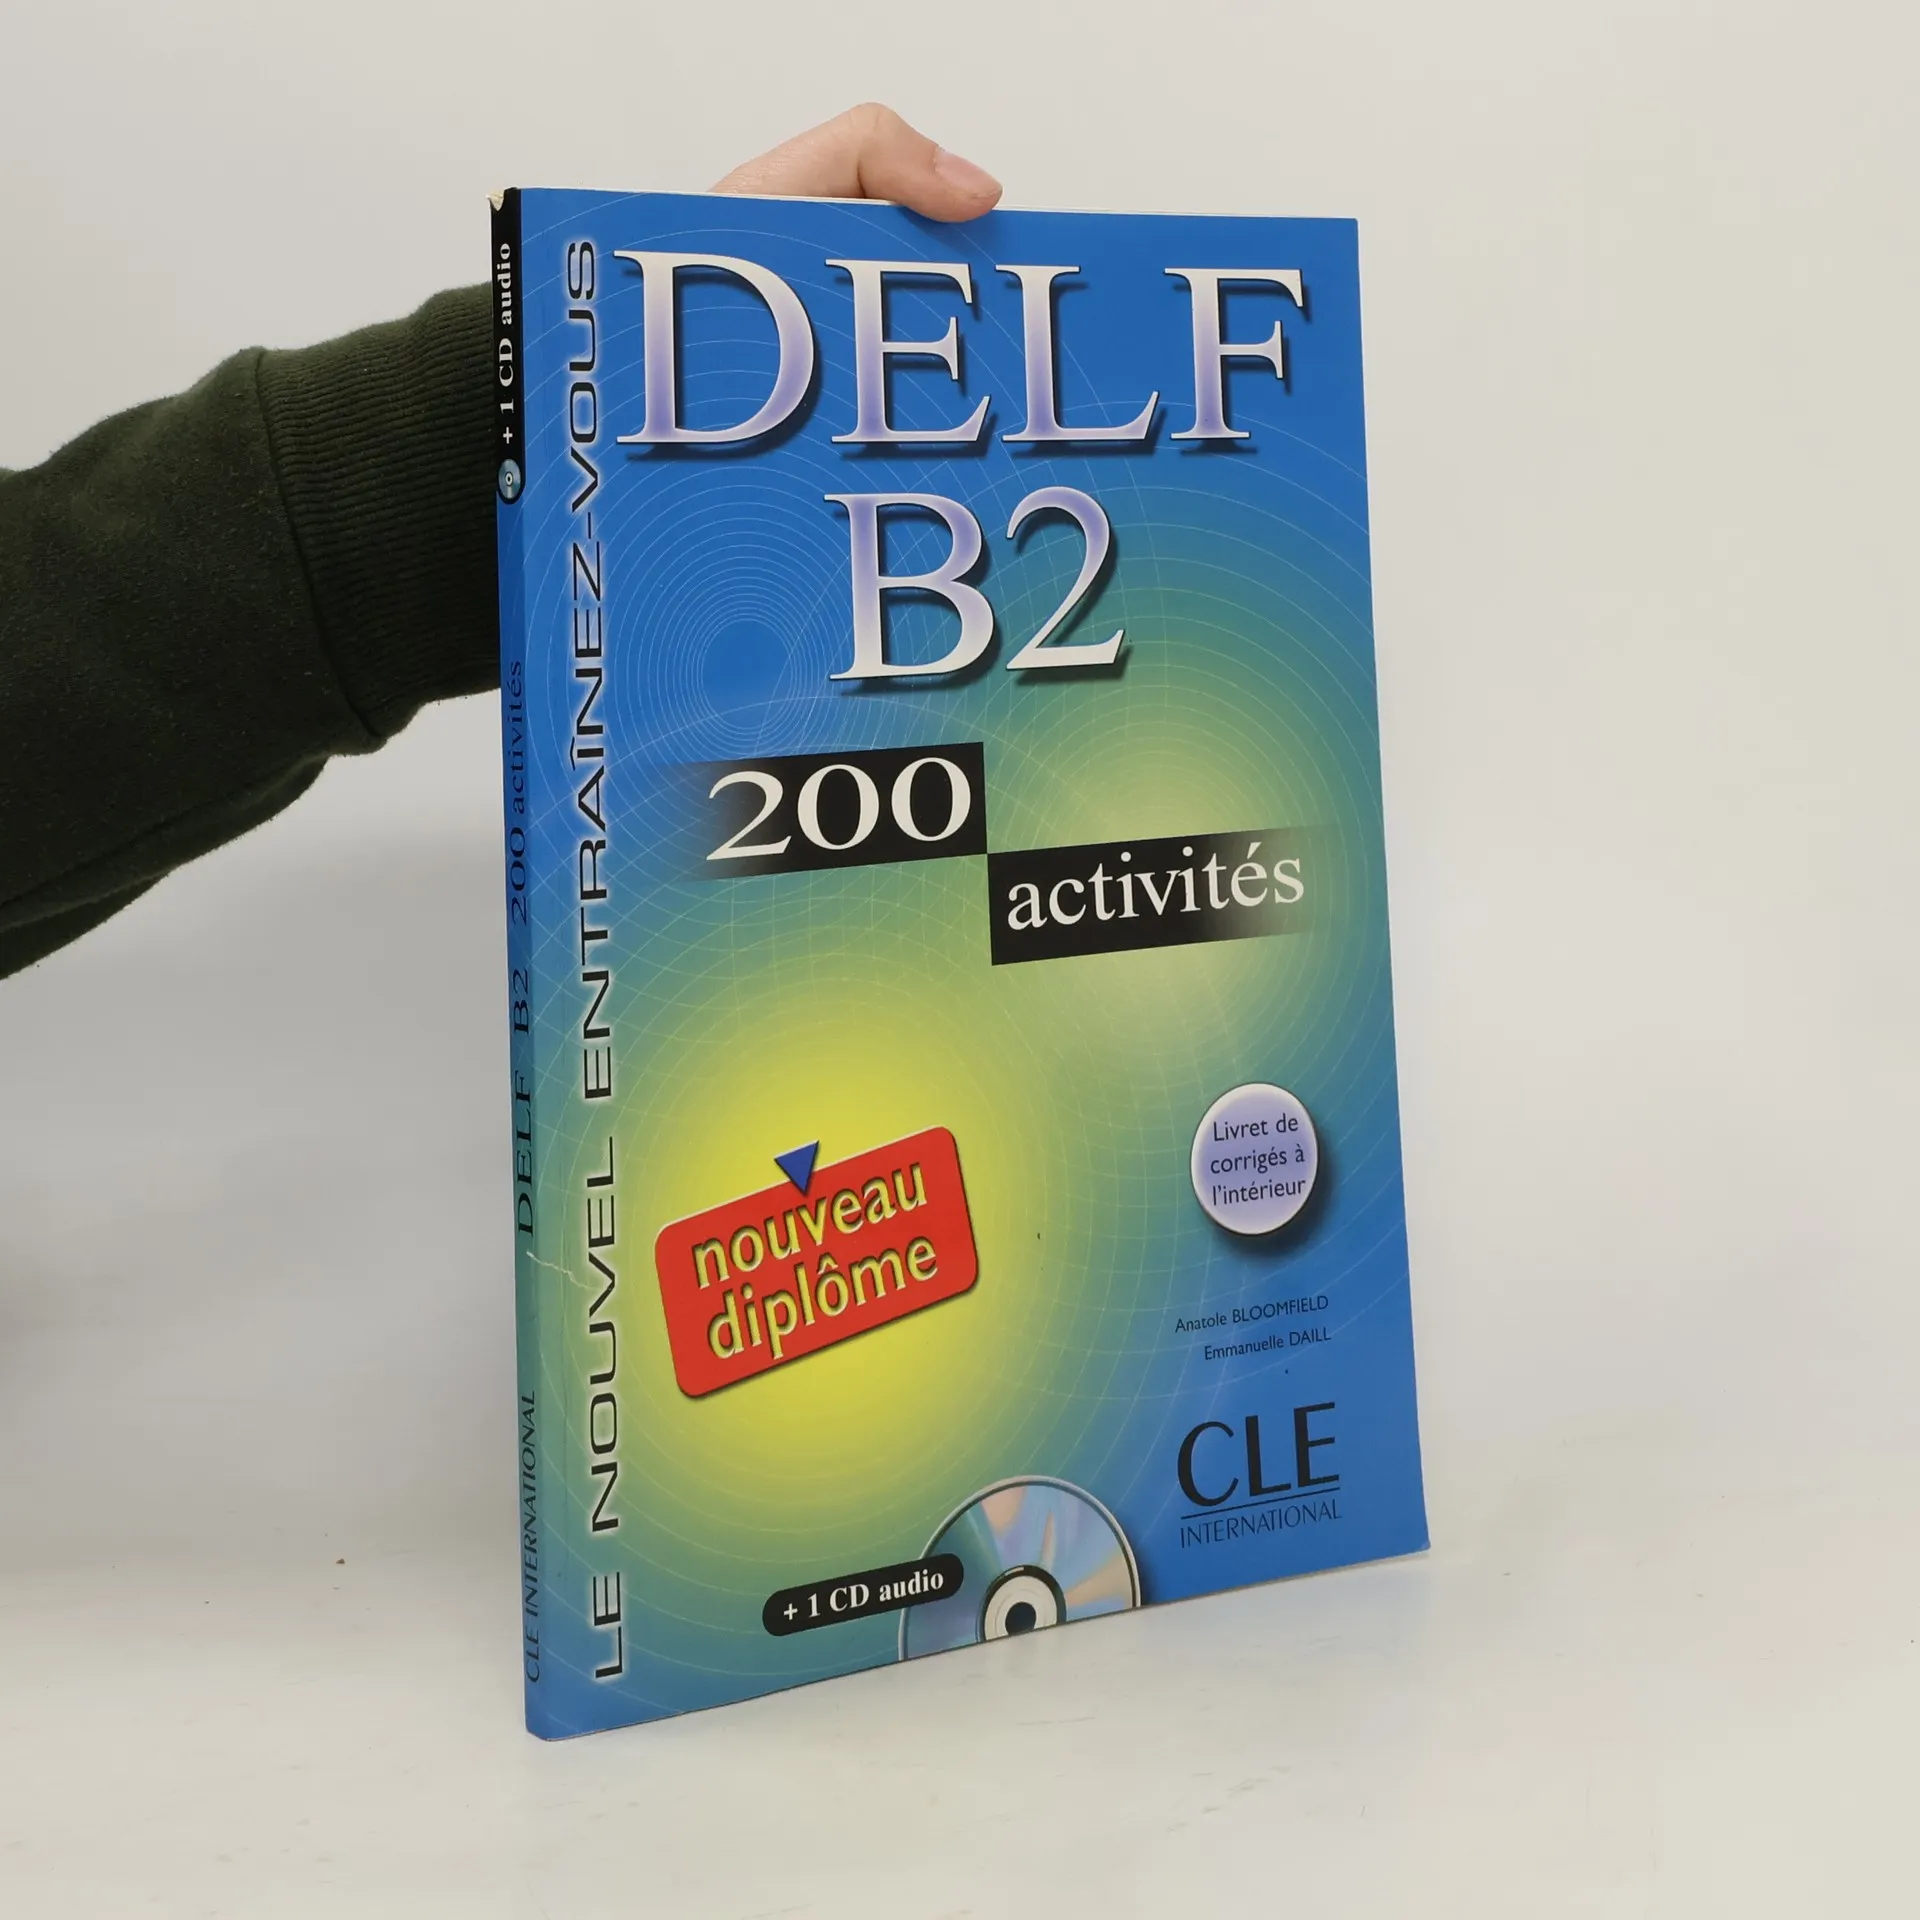 + 1 CD audio
DELF B2 200 activités
CLE INTERNATIONAL
LE NOUVEL ENTRAÎNEZ-VOUS
DELF
B2
200
activités
Livret de
corrigés à
l'intérieur
nouveau
diplôme
Anatole BLOOMFIELD
Emmanuelle DAILL
CLE
INTERNATIONAL
+ 1 CD audio